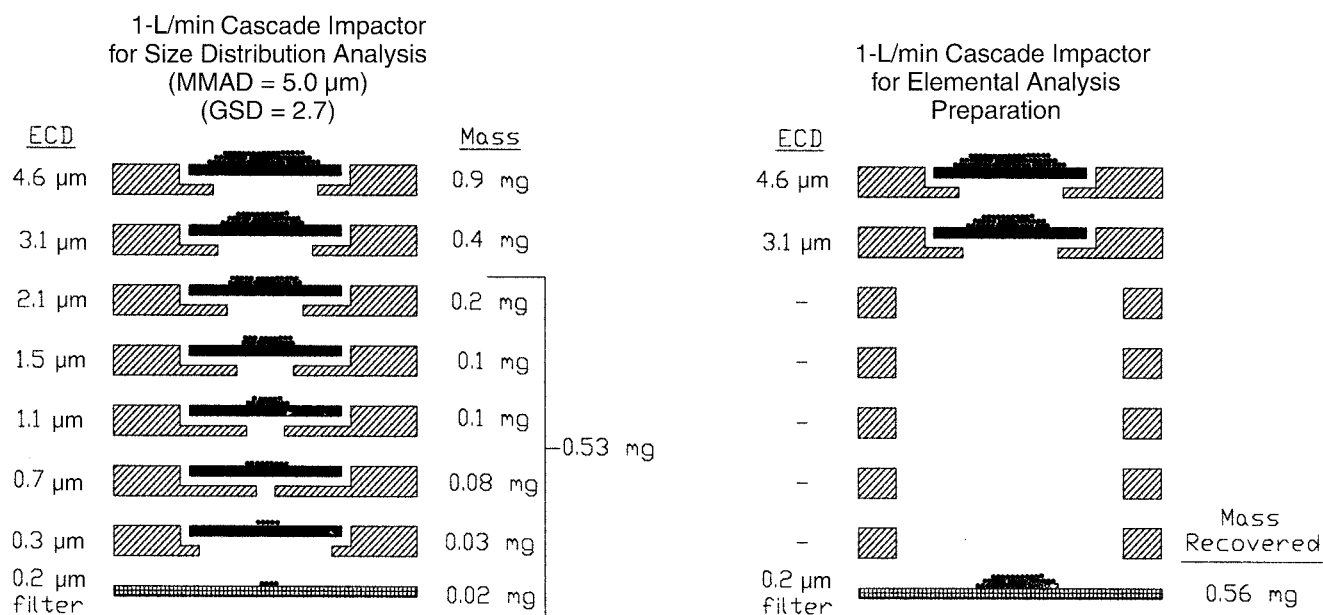 1-L/min Cascade Impactor
for Size Distribution Analysis
(MMAD = 5.0 µm)
(GSD = 2.7)
ECD
Mass
4.6 µm
0.9 mg
3.1 µm
0.4 mg
2.1 µm
0.2 mg
1.5 µm
0.1 mg
1.1 µm
0.1 mg
0.53 mg
0.7 µm
0.08 mg
0.3 µm
0.03 mg
0.2 µm
filter
0.02 mg
1-L/min Cascade Impactor
for Elemental Analysis
Preparation
ECD
4.6 µm
3.1 µm
-
-
-
-
-
Mass
Recovered
0.2 µm
filter
0.56 mg